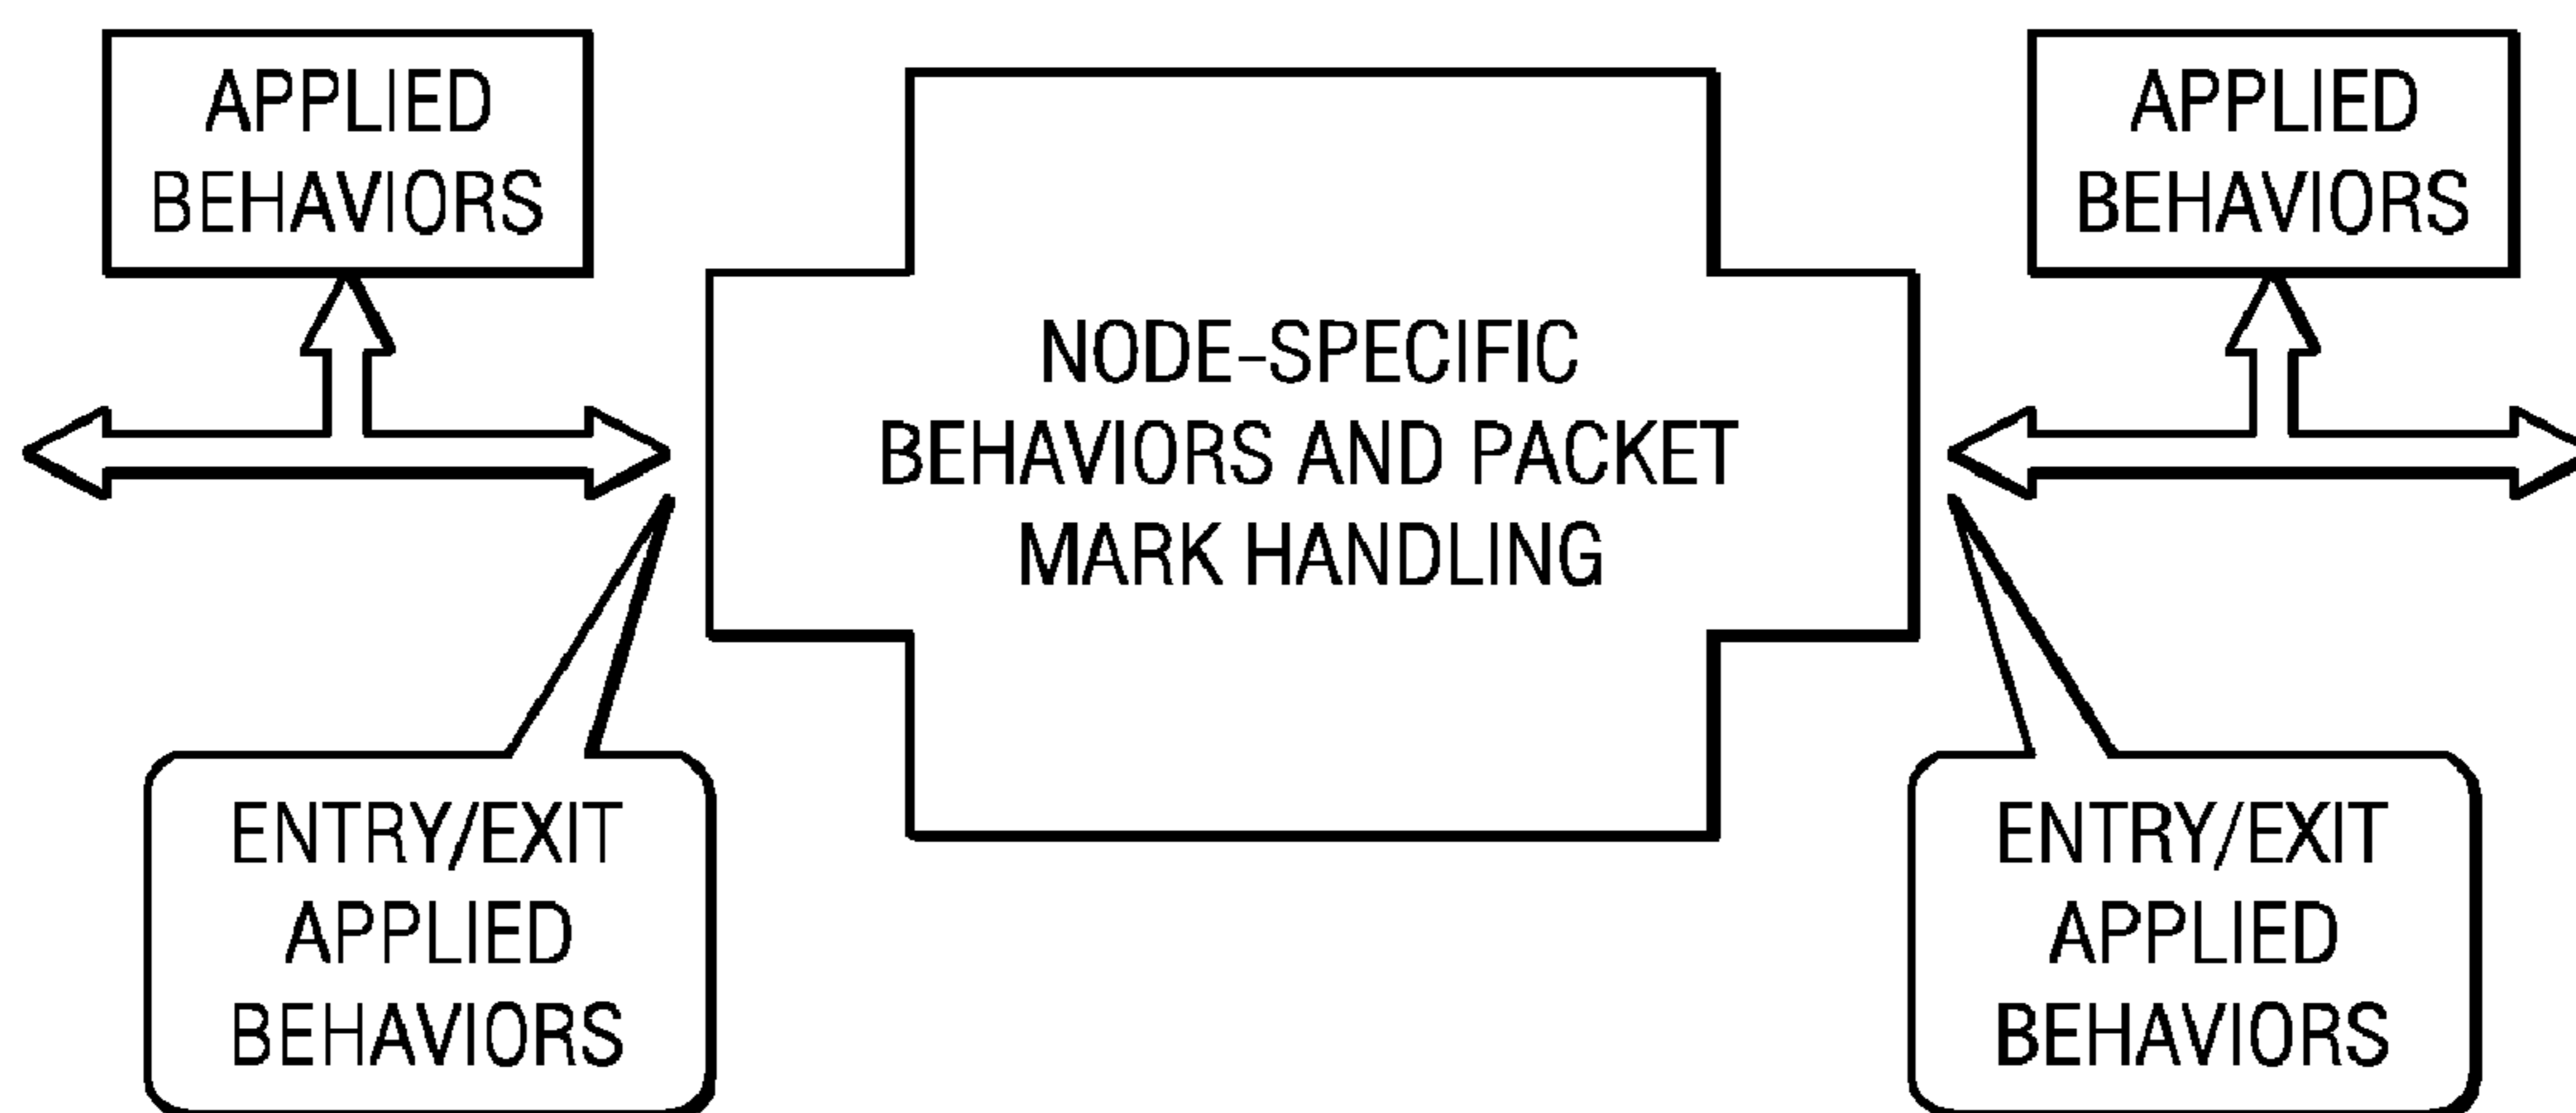 APPLIED
BEHAVIORS
APPLIED
BEHAVIORS
NODE-SPECIFIC
BEHAVIORS AND PACKET
MARK HANDLING
ENTRY/EXIT
APPLIED
BEHAVIORS
ENTRY/EXIT
APPLIED
BEHAVIORS